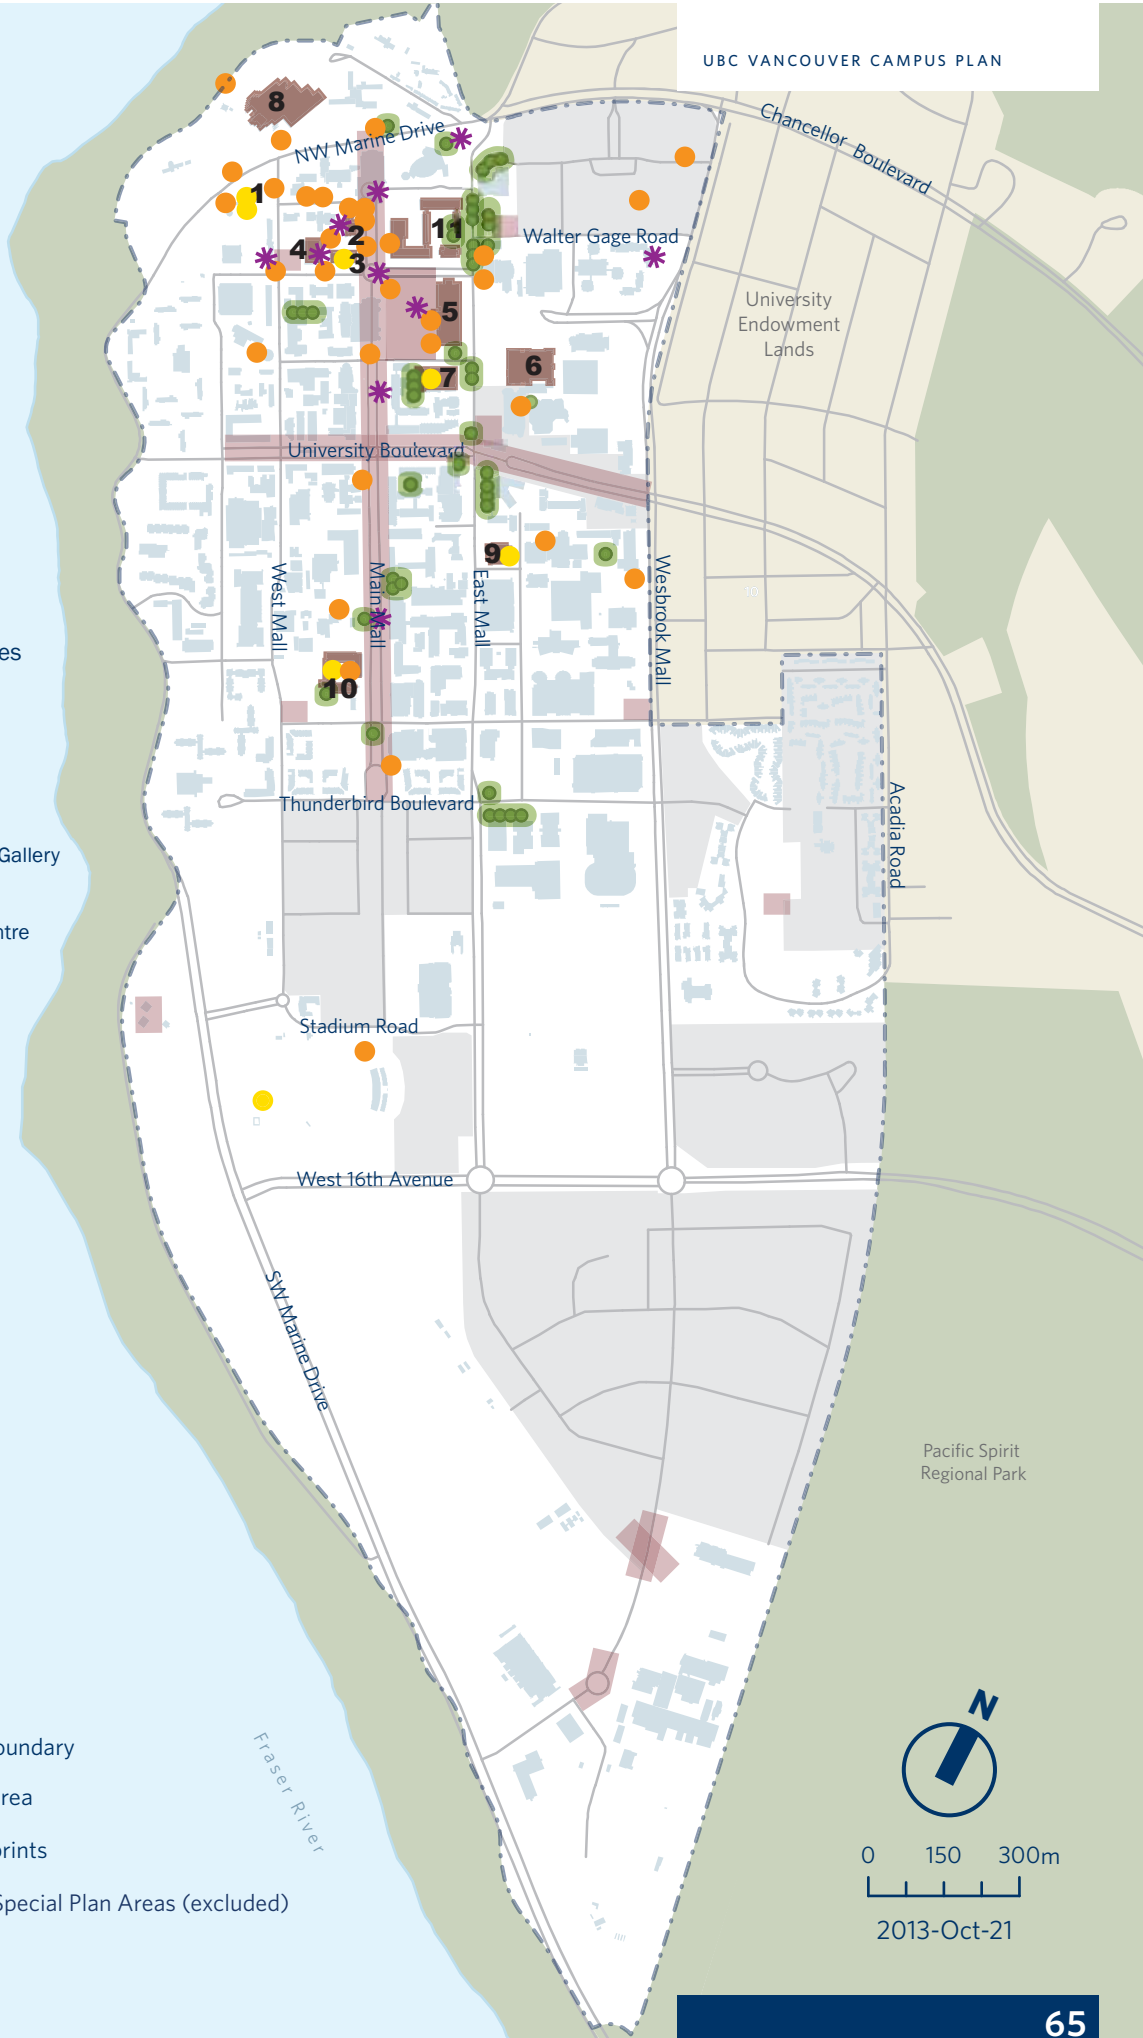 UBC VANCOUVER CAMPUS PLAN
Chancellor Boulevard
8
NW Marine Drive
1
2
11
4
3
Walter Gage Road
5
University
Endowment
Lands
6
7
University Boulevard
9
West Mall
Main Mall
East Mall
Wesbrook Mall
10
es
10
Thunderbird Boulevard
Acadia Road
Gallery
ntre
Stadium Road
West 16th Avenue
SW Marine Drive
Pacific Spirit
Regional Park
Fraser River
N
oundary
rea
prints
Special Plan Areas (excluded)
0 150 300m
2013-Oct-21
65